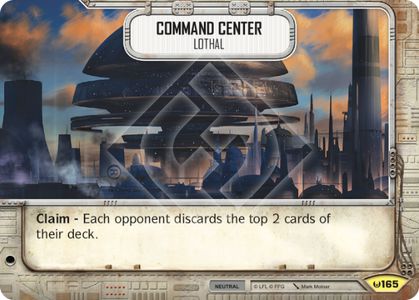 COMMAND CENTER
LOTHAL
Claim - Each opponent discards the top 2 cards of
their deck.
NEUTRAL © LFL © FFG Mark Molnar 165